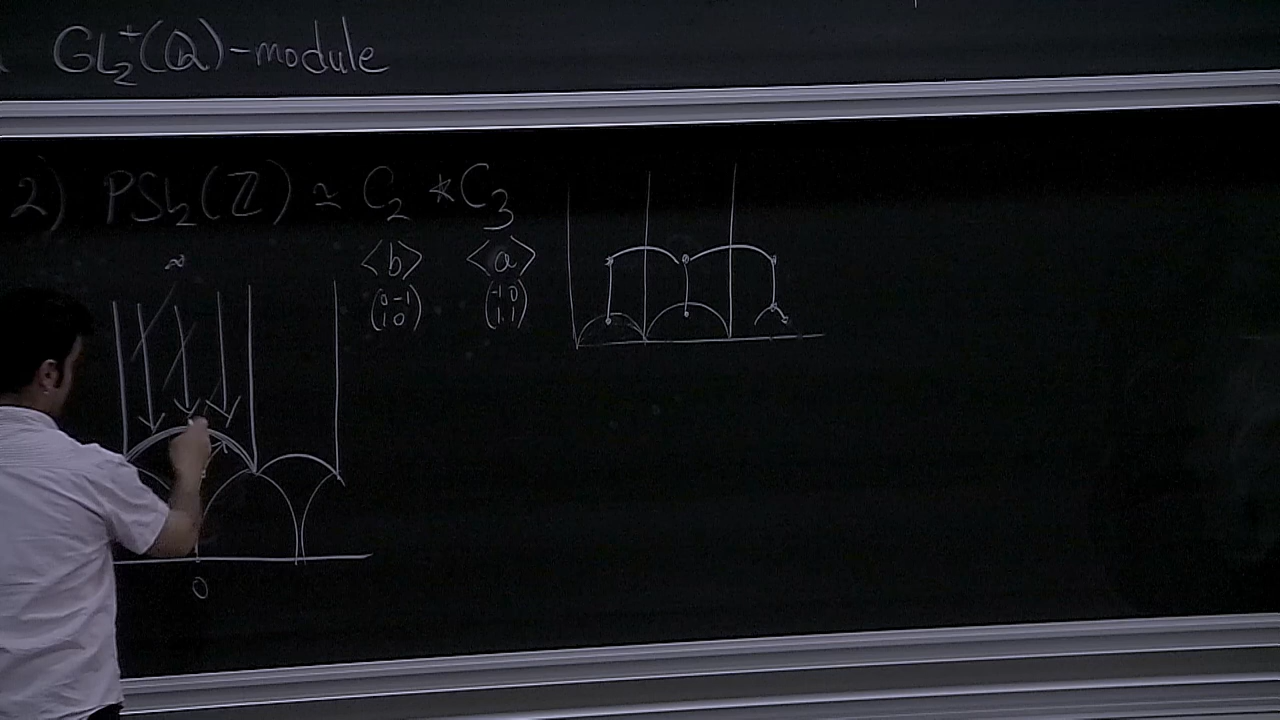 GL₂⁺(Q)-module
2) PSL₂(Z) ≃ C₂ * C₃
∞ <b> <a>
(0 -1 (-1 0
1 0) 1 1)
0